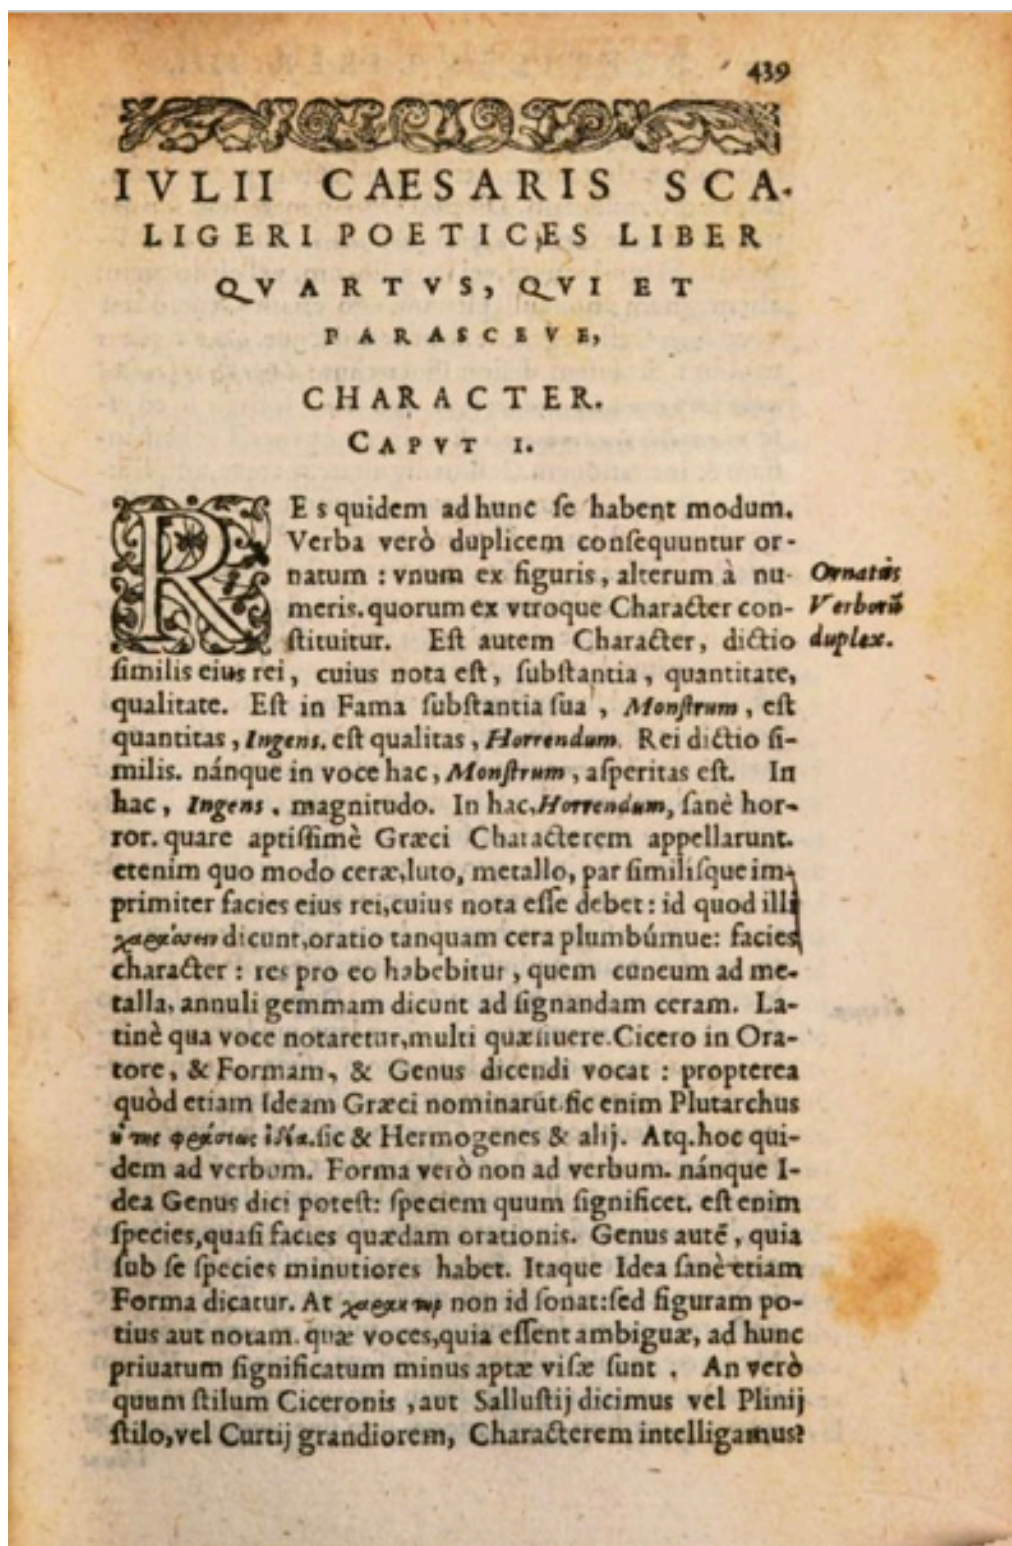 439
IVLII CAESARIS SCA-
LIGERI POETICES LIBER
QVARTVS, QVI ET
PARASCEVE,
CHARACTER.
CAPVT I.
REs quidem ad hunc ſe habent modum.
Verba verò duplicem conſequuntur or-
natum : vnum ex figuris, alterum à nu-
meris. quorum ex vtroque Character con-
ſtituitur. Eſt autem Character, dictio
ſimilis eius rei, cuius nota eſt, ſubſtantia, quantitate,
qualitate. Eſt in Fama ſubſtantia ſua, Monſtrum, eſt
quantitas, Ingens. eſt qualitas, Horrendum. Rei dictio ſi-
milis. nánque in voce hac, Monſtrum, aſperitas eſt. In
hac, Ingens. magnitudo. In hac, Horrendum, ſanè hor-
ror. quare aptiſſimè Græci Characterem appellarunt.
etenim quo modo ceræ, luto, metallo, par ſimiliſque im-
primiter facies eius rei, cuius nota eſſe debet: id quod illi
dicunt, oratio tanquam cera plumbúmue: facies
character : res pro eo habebitur, quem cuneum ad me-
talla, annuli gemmam dicunt ad ſignandam ceram. La-
tinè qua voce notaretur, multi quæſiuere. Cicero in Ora-
tore, & Formam, & Genus dicendi vocat : propterea
quòd etiam Ideam Græci nominarūt. ſic enim Plutarchus
ἡ τῆς φράσεως ἰδέα. ſic & Hermogenes & alij. Atq. hoc qui-
dem ad verbum. Forma verò non ad verbum. nánque I-
dea Genus dici poteſt: ſpeciem quum ſignificet. eſt enim
ſpecies, quaſi facies quædam orationis. Genus autē, quia
ſub ſe ſpecies minutiores habet. Itaque Idea ſanè etiam
Forma dicatur. At χαρακτὴρ non id ſonat: ſed figuram po-
tius aut notam. quæ voces, quia eſſent ambiguæ, ad hunc
priuatum ſignificatum minus aptæ viſæ ſunt. An verò
quum ſtilum Ciceronis, aut Salluſtij dicimus vel Plinij
ſtilo, vel Curtij grandiorem, Characterem intelligamus?
Ornatus
Verborū
duplex.